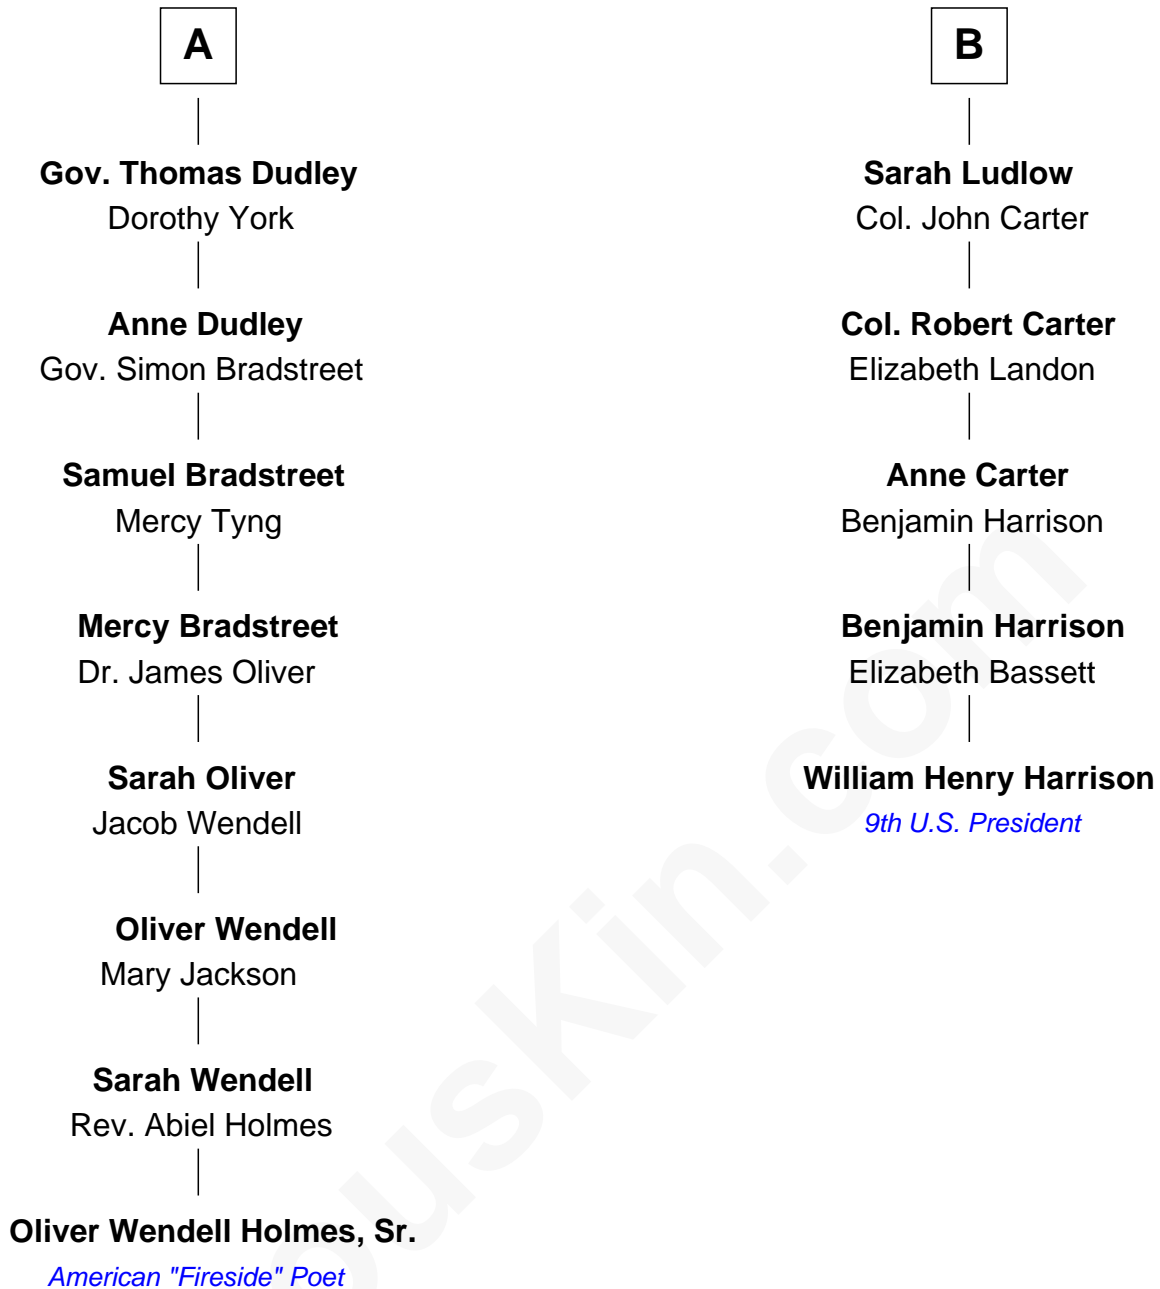 A
Gov. Thomas Dudley
Dorothy York
Anne Dudley
Gov. Simon Bradstreet
Samuel Bradstreet
Mercy Tyng
Mercy Bradstreet
Dr. James Oliver
Sarah Oliver
Jacob Wendell
Oliver Wendell
Mary Jackson
Sarah Wendell
Rev. Abiel Holmes
Oliver Wendell Holmes, Sr.
American "Fireside" Poet
B
Sarah Ludlow
Col. John Carter
Col. Robert Carter
Elizabeth Landon
Anne Carter
Benjamin Harrison
Benjamin Harrison
Elizabeth Bassett
William Henry Harrison
9th U.S. President
ousKin.com